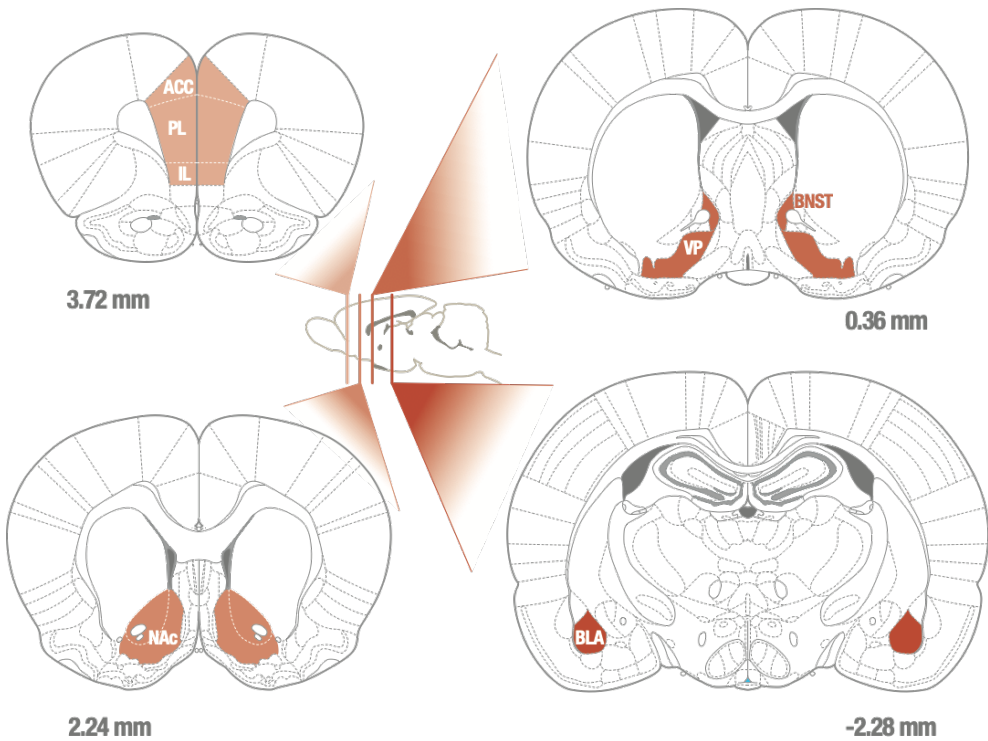 ACC
PL
IL
3.72 mm
BNST
VP
0.36 mm
NAc
2.24 mm
BLA
-2.28 mm